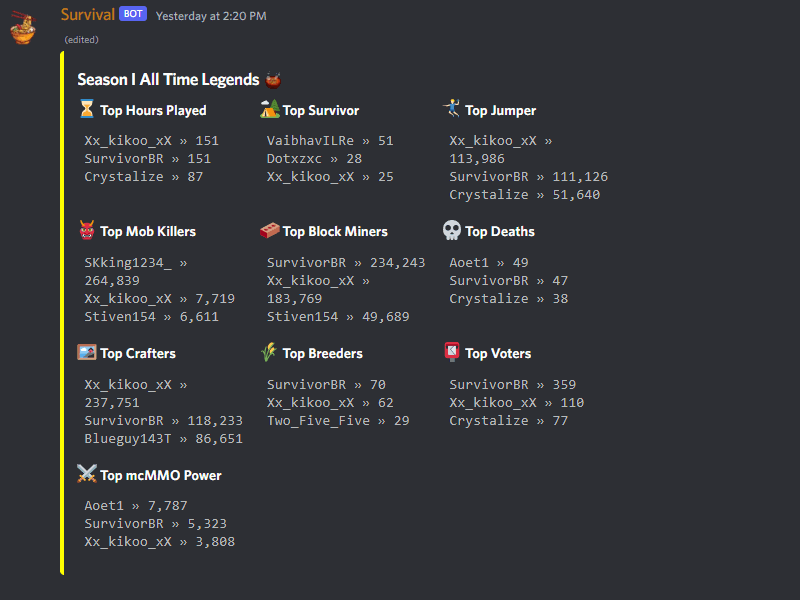 Survival BOT Yesterday at 2:20 PM
(edited)
Season I All Time Legends
Top Hours Played
Xx_kikoo_xX » 151
SurvivorBR » 151
Crystalize » 87
Top Survivor
VaibhavILRe » 51
Dotxzxc » 28
Xx_kikoo_xX » 25
Top Jumper
Xx_kikoo_xX »
113,986
SurvivorBR » 111,126
Crystalize » 51,640
Top Mob Killers
SKking1234_ »
264,839
Xx_kikoo_xX » 7,719
Stiven154 » 6,611
Top Block Miners
SurvivorBR » 234,243
Xx_kikoo_xX »
183,769
Stiven154 » 49,689
Top Deaths
Aoet1 » 49
SurvivorBR » 47
Crystalize » 38
Top Crafters
Xx_kikoo_xX »
237,751
SurvivorBR » 118,233
Blueguy143T » 86,651
Top Breeders
SurvivorBR » 70
Xx_kikoo_xX » 62
Two_Five_Five » 29
Top Voters
SurvivorBR » 359
Xx_kikoo_xX » 110
Crystalize » 77
Top mcMMO Power
Aoet1 » 7,787
SurvivorBR » 5,323
Xx_kikoo_xX » 3,808